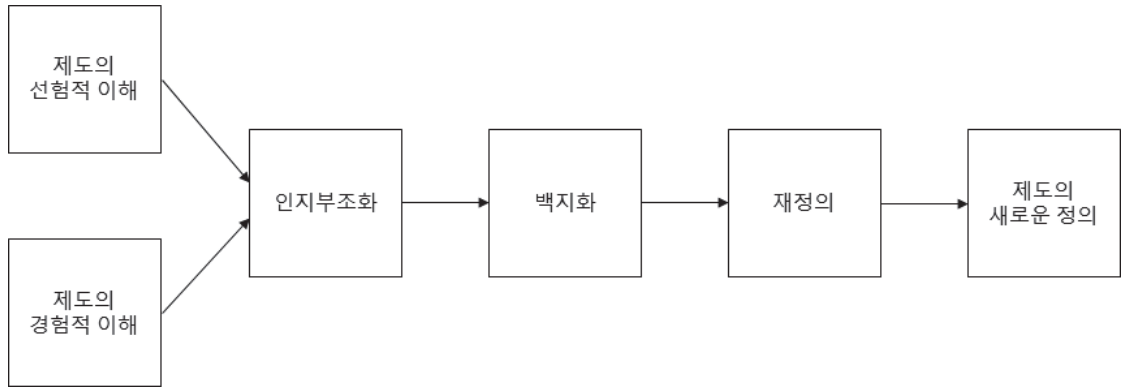 제도의
선험적 이해
제도의
경험적 이해
인지부조화
백지화
재정의
제도의
새로운 정의